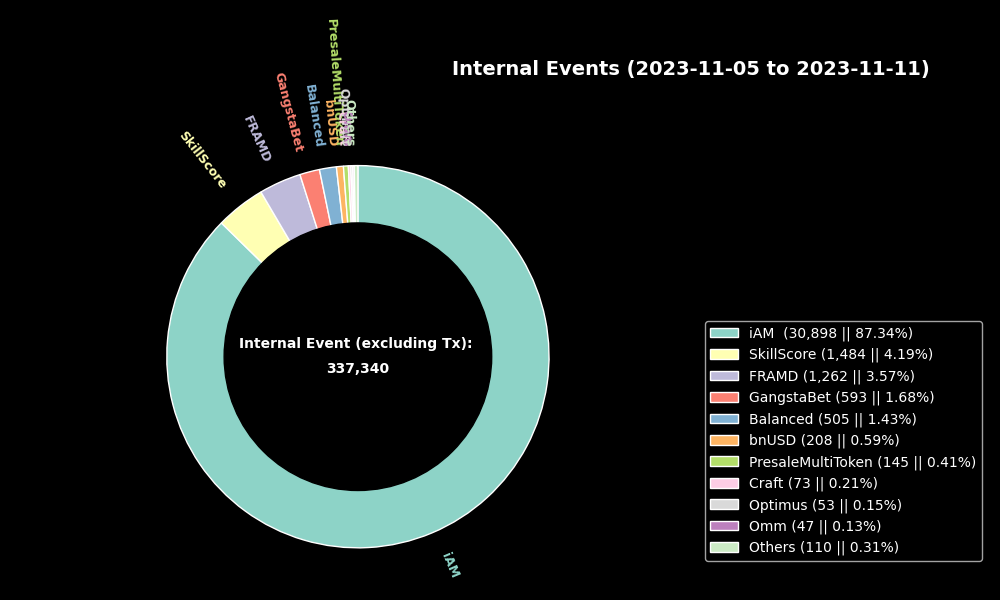 Internal Events (2023-11-05 to 2023-11-11)
PresaleMultiToken
GangstaBet
Balanced
bnUSD
Optimus
Others
FRAMD
SkillScore
Internal Event (excluding Tx):
337,340
iAM
iAM  (30,898 || 87.34%)
SkillScore (1,484 || 4.19%)
FRAMD (1,262 || 3.57%)
GangstaBet (593 || 1.68%)
Balanced (505 || 1.43%)
bnUSD (208 || 0.59%)
PresaleMultiToken (145 || 0.41%)
Craft (73 || 0.21%)
Optimus (53 || 0.15%)
Omm (47 || 0.13%)
Others (110 || 0.31%)